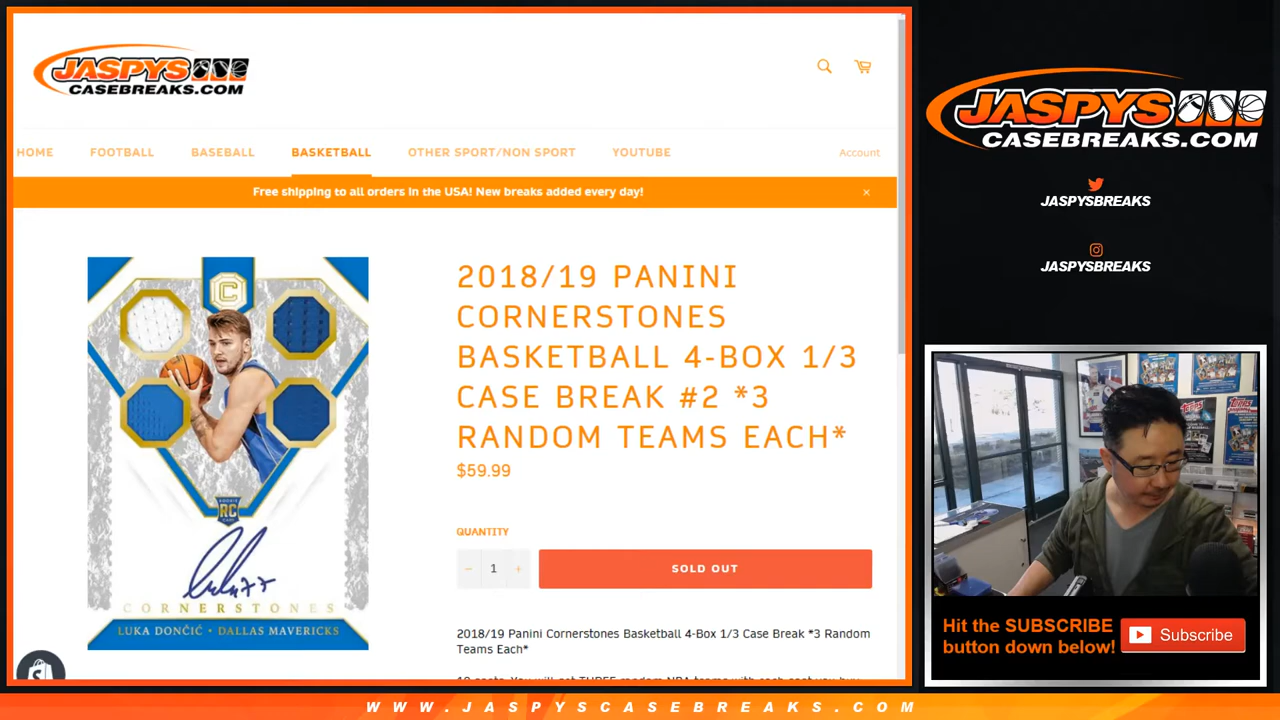 JASPYS
CASEBREAKS.COM
HOME
FOOTBALL
BASEBALL
BASKETBALL
OTHER SPORT/NON SPORT
YOUTUBE
Account
Free shipping to all orders in the USA! New breaks added every day!
×
C
RC
CORNERSTONES
LUKA DONČIĆ • DALLAS MAVERICKS
2018/19 PANINI
CORNERSTONES
BASKETBALL 4-BOX 1/3
CASE BREAK #2 *3
RANDOM TEAMS EACH*
$59.99
QUANTITY
− 1 +
SOLD OUT
2018/19 Panini Cornerstones Basketball 4-Box 1/3 Case Break *3 Random
Teams Each*
JASPYS
CASEBREAKS.COM
JASPYSBREAKS
JASPYSBREAKS
Topps
Hit the SUBSCRIBE
button down below!
Subscribe
WWW.JASPYSCASEBREAKS.COM